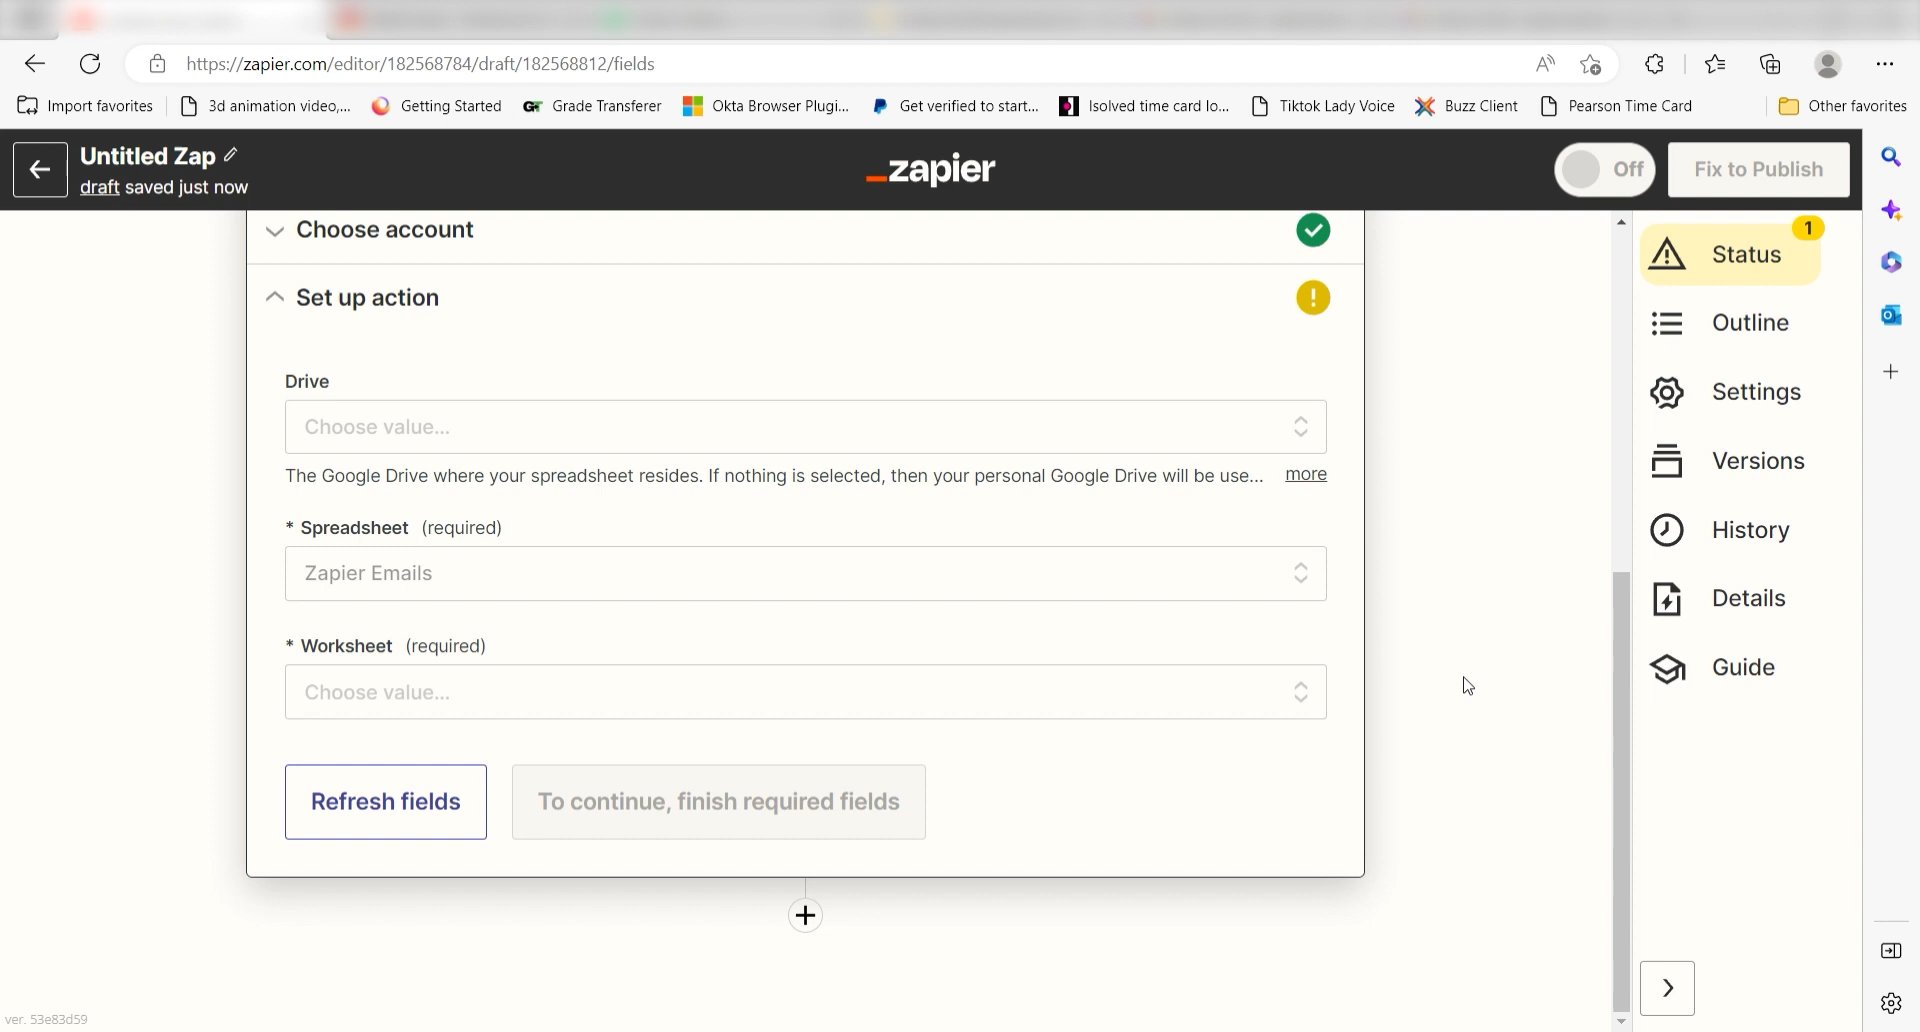 https://zapier.com/editor/182568784/draft/182568812/fields
Import favorites
3d animation video,...
Getting Started
GT Grade Transferer
Okta Browser Plugi...
Get verified to start...
Isolved time card lo...
Tiktok Lady Voice
Buzz Client
Pearson Time Card
Other favorites
Untitled Zap
draft saved just now
_zapier
Off
Fix to Publish
Choose account
Set up action
Drive
Choose value...
The Google Drive where your spreadsheet resides. If nothing is selected, then your personal Google Drive will be use... more
* Spreadsheet (required)
Zapier Emails
* Worksheet (required)
Choose value...
Refresh fields
To continue, finish required fields
1
Status
Outline
Settings
Versions
History
Details
Guide
ver. 53e83d59